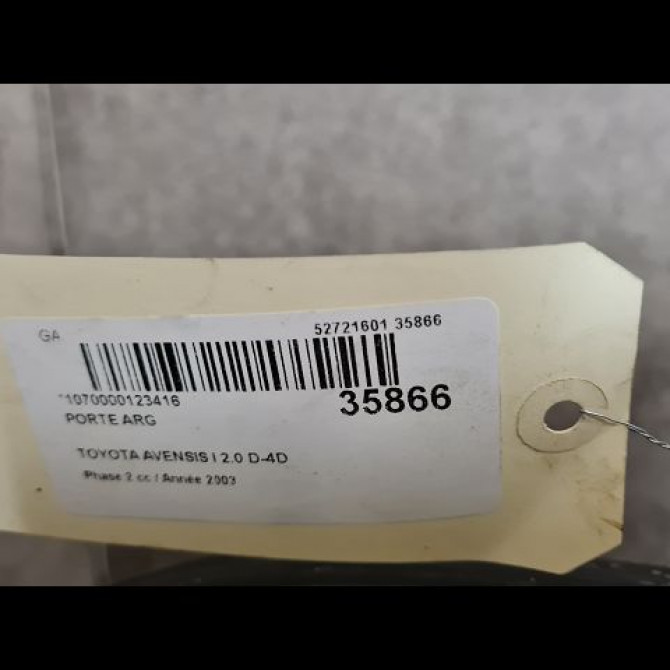 GA 52721601 35866
*1070000123416 35866
PORTE ARG
TOYOTA AVENSIS I 2.0 D-4D
Phase 2 cc / Année 2003